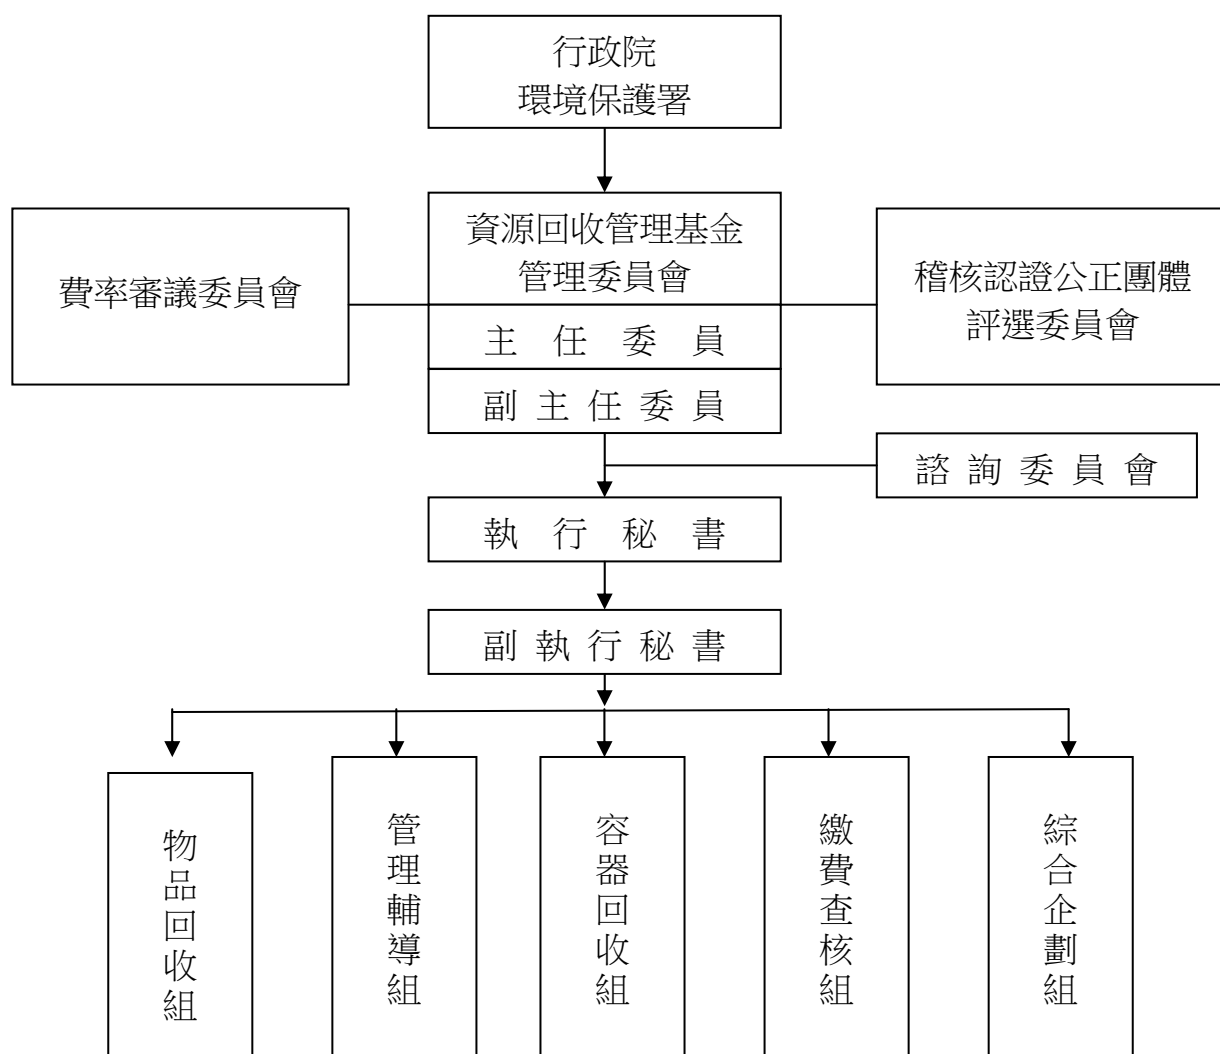 行政院
環境保護署
資源回收管理基金
管理委員會
費率審議委員會
稽核認證公正團體
評選委員會
主任委員
副主任委員
諮詢委員會
執行秘書
副執行秘書
物品回收組
管理輔導組
容器回收組
繳費查核組
綜合企劃組